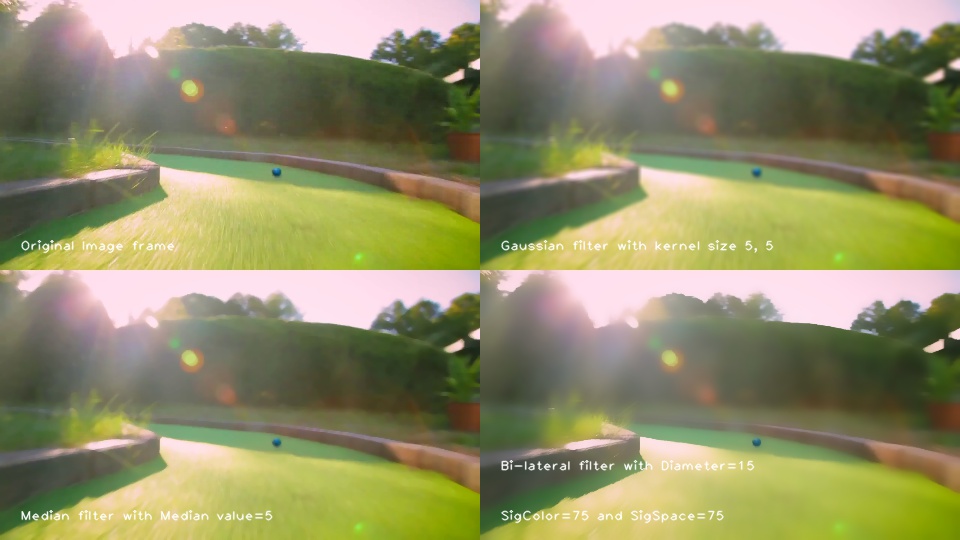 Original Image frame
Gaussian filter with kernel size 5, 5
Median filter with Median value=5
Bi-lateral filter with Diameter=15
SigColor=75 and SigSpace=75